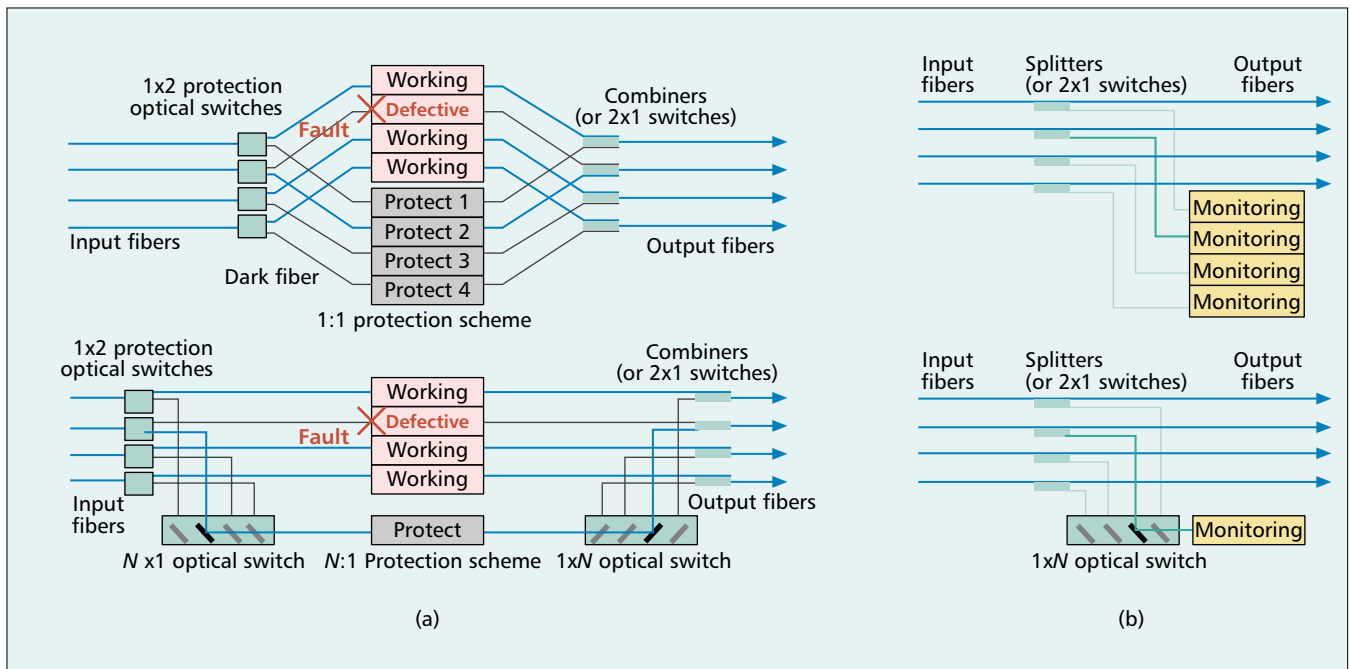 1x2 protection
optical switches
Working
Defective
Working
Working
Fault
Combiners
(or 2x1 switches)
Protect 1
Protect 2
Protect 3
Protect 4
Input fibers
Dark fiber
Output fibers
1:1 protection scheme
1x2 protection
optical switches
Working
Defective
Working
Working
Fault
Combiners
(or 2x1 switches)
Input
fibers
Output fibers
Protect
N x1 optical switch
N:1 Protection scheme
1xN optical switch
(a)
Input
fibers
Splitters
(or 2x1 switches)
Output
fibers
Monitoring
Monitoring
Monitoring
Monitoring
Input
fibers
Splitters
(or 2x1 switches)
Output
fibers
Monitoring
1xN optical switch
(b)